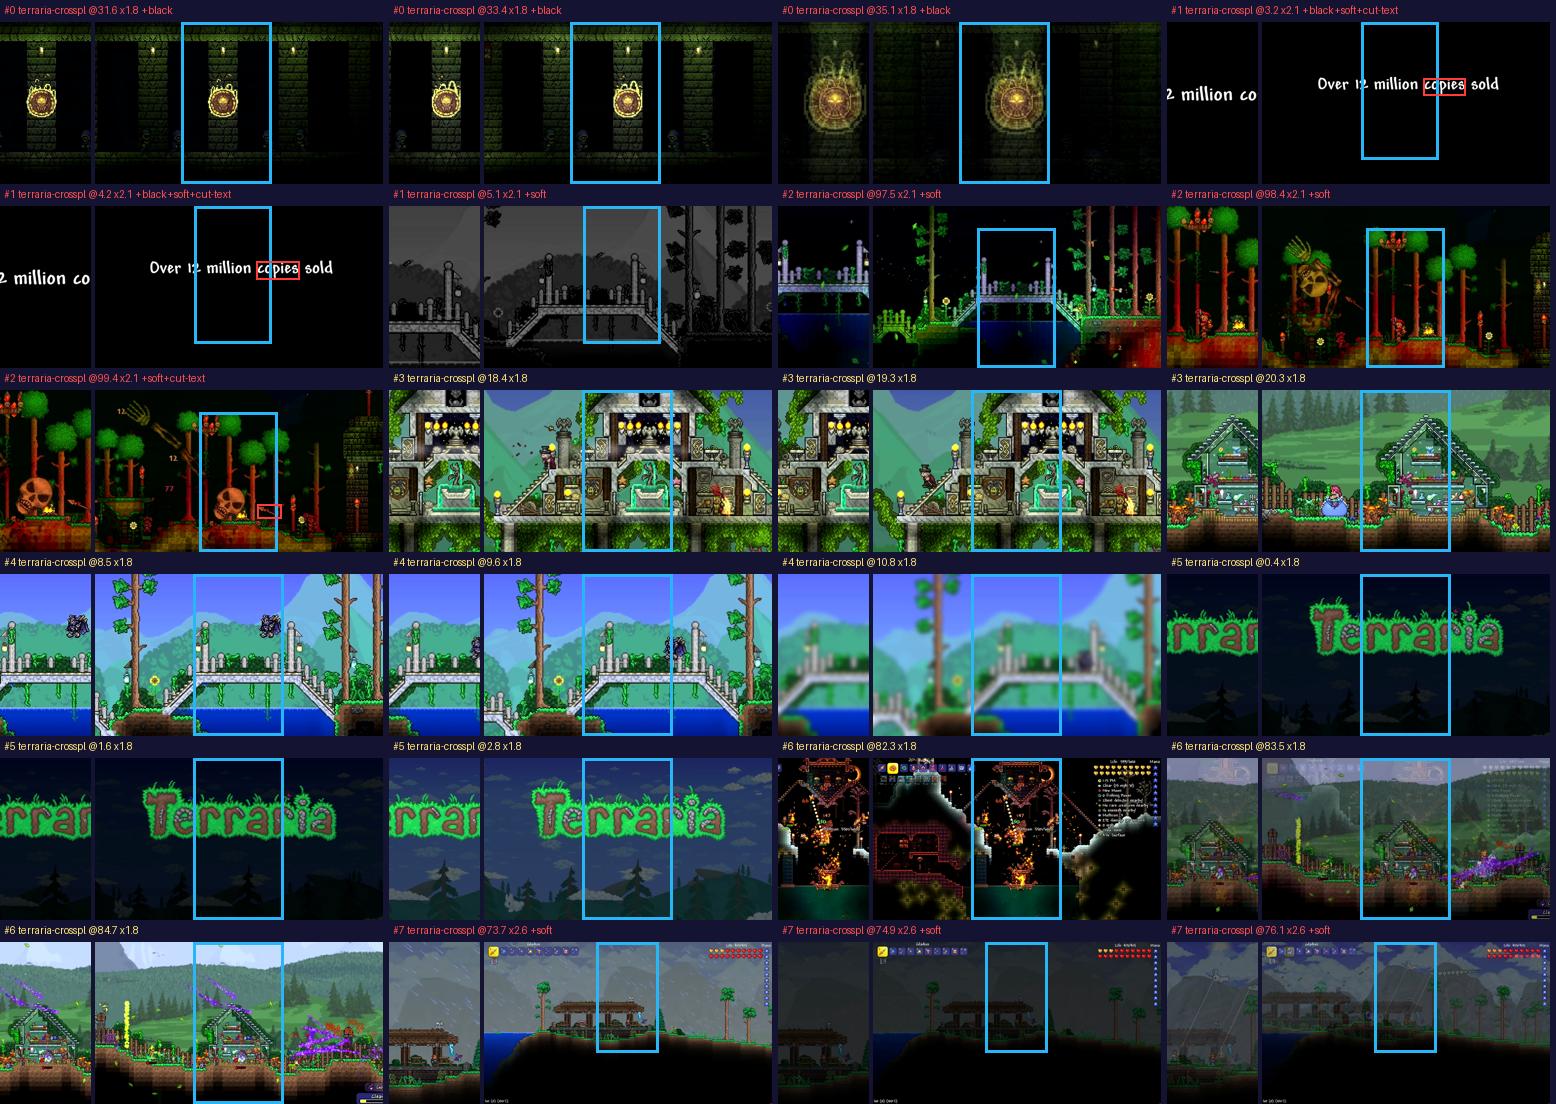 #0 terraria-crosspl @31.6 x1.8 +black
#0 terraria-crosspl @33.4 x1.8 +black
#0 terraria-crosspl @35.1 x1.8 +black
#1 terraria-crosspl @3.2 x2.1 +black+soft+cut-text
2 million co
Over 12 million copies sold
#1 terraria-crosspl @4.2 x2.1 +black+soft+cut-text
#1 terraria-crosspl @5.1 x2.1 +soft
#2 terraria-crosspl @97.5 x2.1 +soft
#2 terraria-crosspl @98.4 x2.1 +soft
2 million co
Over 12 million copies sold
#2 terraria-crosspl @99.4 x2.1 +soft+cut-text
#3 terraria-crosspl @18.4 x1.8
#3 terraria-crosspl @19.3 x1.8
#3 terraria-crosspl @20.3 x1.8
12
12
77
#4 terraria-crosspl @8.5 x1.8
#4 terraria-crosspl @9.6 x1.8
#4 terraria-crosspl @10.8 x1.8
#5 terraria-crosspl @0.4 x1.8
rrar
Terraria
#5 terraria-crosspl @1.6 x1.8
#5 terraria-crosspl @2.8 x1.8
#6 terraria-crosspl @82.3 x1.8
#6 terraria-crosspl @83.5 x1.8
rrar
Terraria
rrar
Terraria
#6 terraria-crosspl @84.7 x1.8
#7 terraria-crosspl @73.7 x2.6 +soft
#7 terraria-crosspl @74.9 x2.6 +soft
#7 terraria-crosspl @76.1 x2.6 +soft